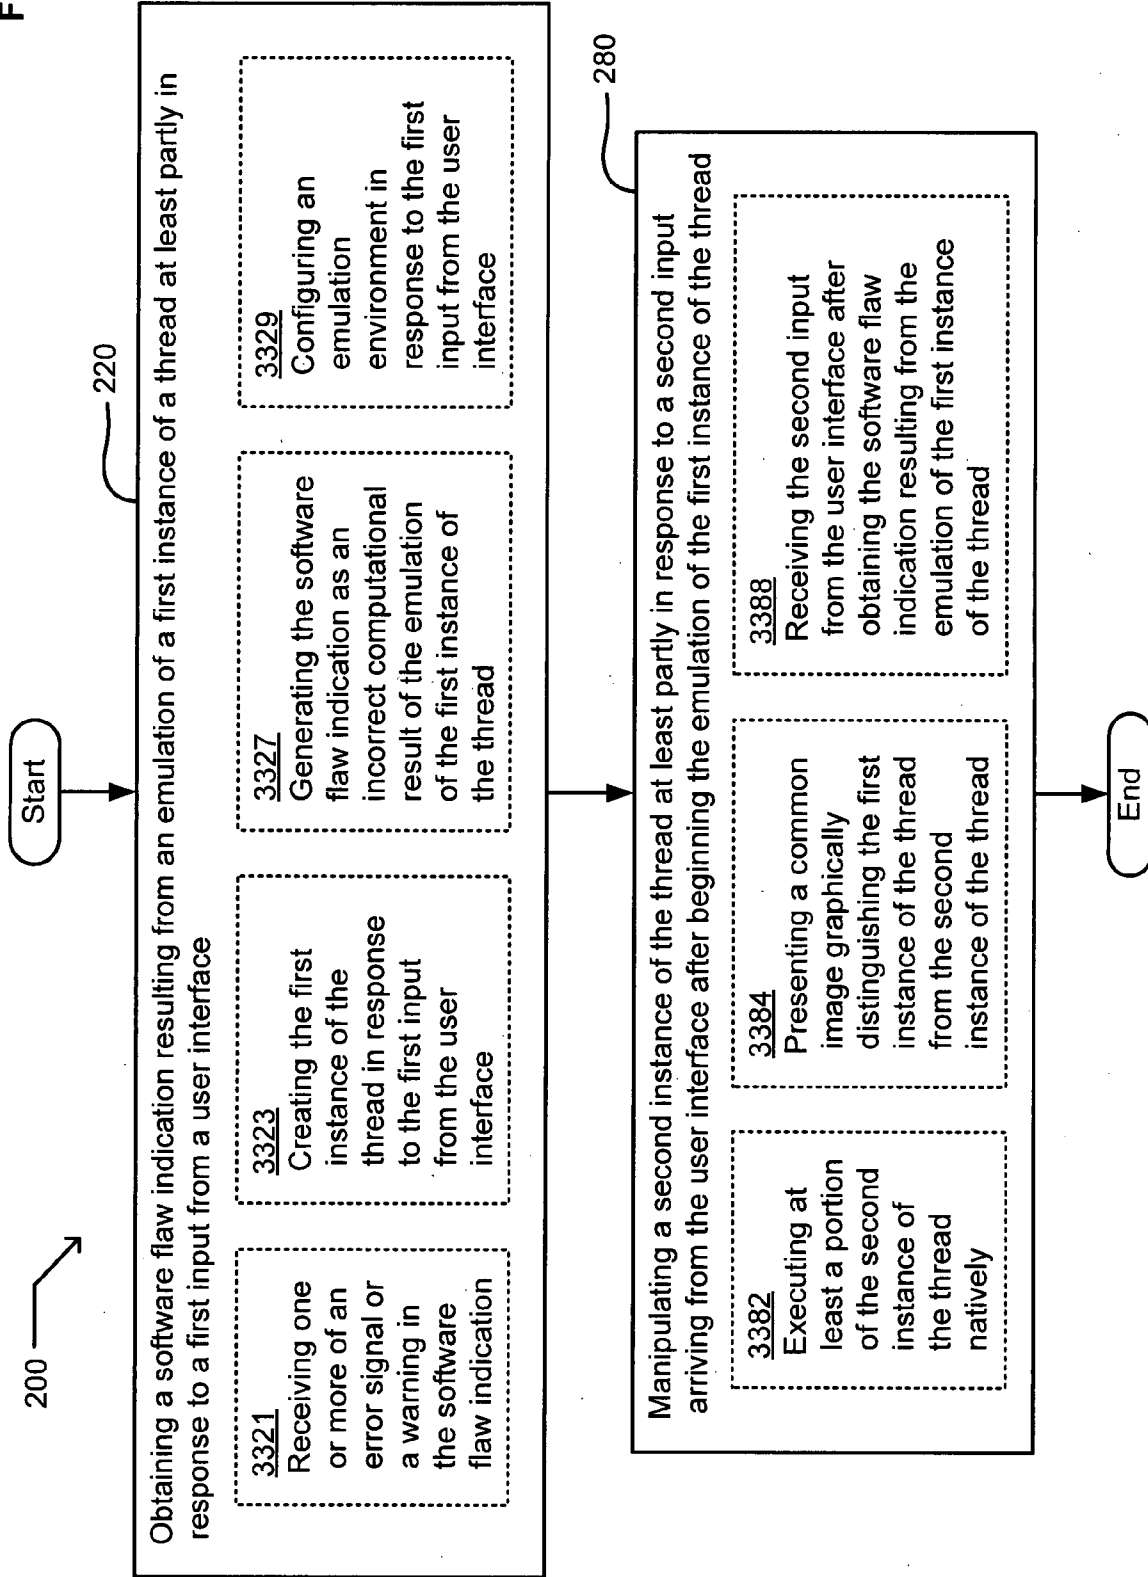 F
200
Start
220
Obtaining a software flaw indication resulting from an emulation of a first instance of a thread at least partly in
response to a first input from a user interface
3321
Receiving one
or more of an
error signal or
a warning in
the software
flaw indication
3323
Creating the first
instance of the
thread in response
to the first input
from the user
interface
3327
Generating the software
flaw indication as an
incorrect computational
result of the emulation
of the first instance of
the thread
3329
Configuring an
emulation
environment in
response to the first
input from the user
interface
280
Manipulating a second instance of the thread at least partly in response to a second input
arriving from the user interface after beginning the emulation of the first instance of the thread
3382
Executing at
least a portion
of the second
instance of
the thread
natively
3384
Presenting a common
image graphically
distinguishing the first
instance of the thread
from the second
instance of the thread
3388
Receiving the second input
from the user interface after
obtaining the software flaw
indication resulting from the
emulation of the first instance
of the thread
End